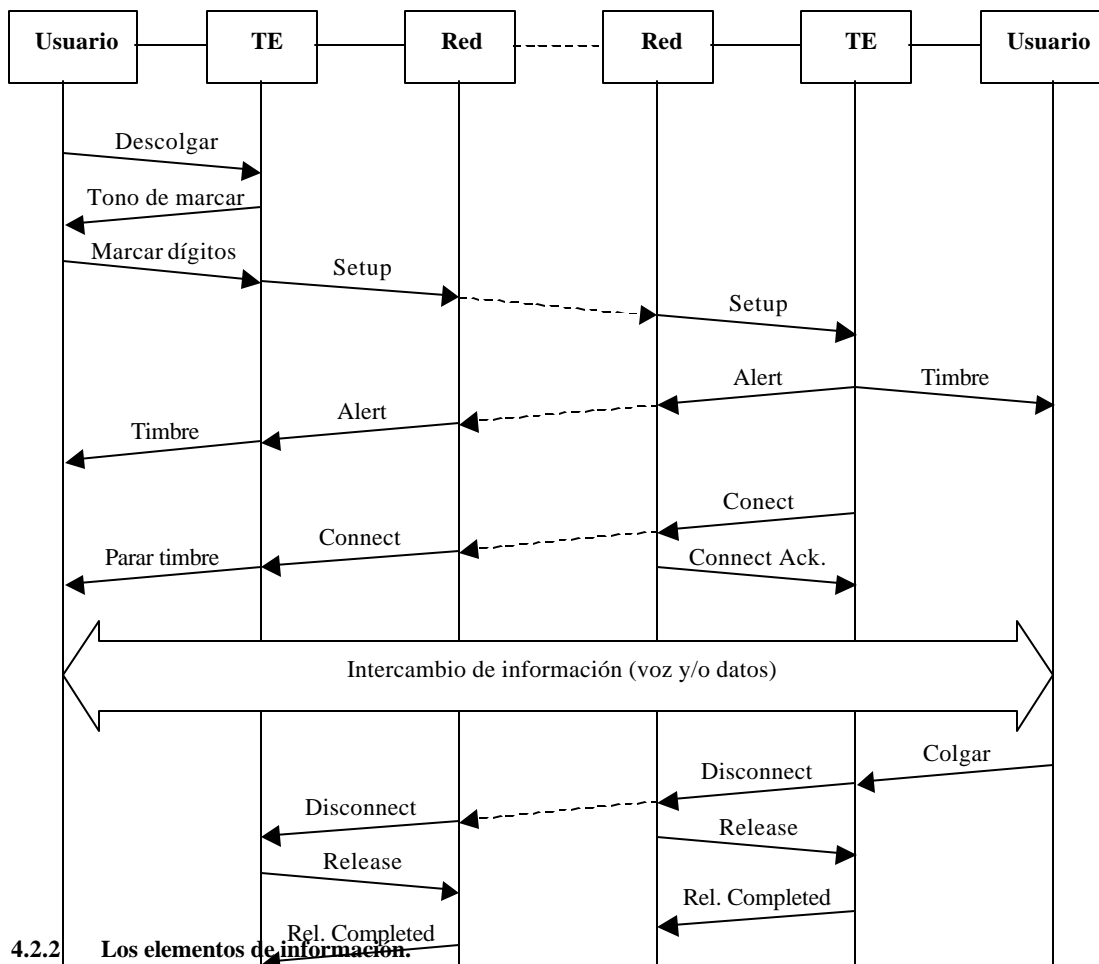 Usuario TE Red Red TE Usuario
Descolgar
Tono de marcar
Marcar dígitos
Setup
Setup
Alert Timbre
Alert
Timbre
Conect
Connect
Parar timbre
Connect Ack.
Intercambio de información (voz y/o datos)
Colgar
Disconnect
Disconnect
Release
Release
Rel. Completed
Rel. Completed
4.2.2 Los elementos de información.